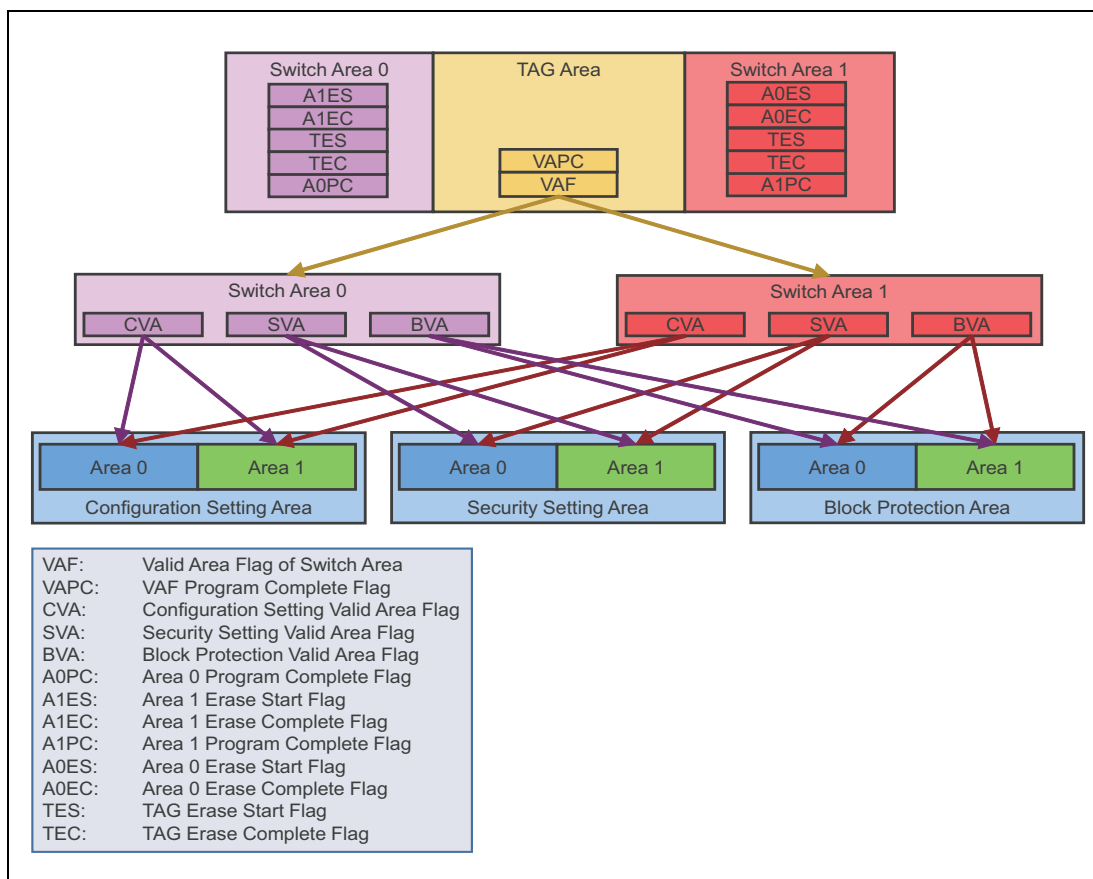 Switch Area 0
TAG Area
Switch Area 1
A1ES
A1EC
TES
TEC
A0PC
VAPC
VAF
A0ES
A0EC
TES
TEC
A1PC
Switch Area 0
CVA
SVA
BVA
Switch Area 1
CVA
SVA
BVA
Area 0
Area 1
Configuration Setting Area
Area 0
Area 1
Security Setting Area
Area 0
Area 1
Block Protection Area
VAF: Valid Area Flag of Switch Area
VAPC: VAF Program Complete Flag
CVA: Configuration Setting Valid Area Flag
SVA: Security Setting Valid Area Flag
BVA: Block Protection Valid Area Flag
A0PC: Area 0 Program Complete Flag
A1ES: Area 1 Erase Start Flag
A1EC: Area 1 Erase Complete Flag
A1PC: Area 1 Program Complete Flag
A0ES: Area 0 Erase Start Flag
A0EC: Area 0 Erase Complete Flag
TES: TAG Erase Start Flag
TEC: TAG Erase Complete Flag